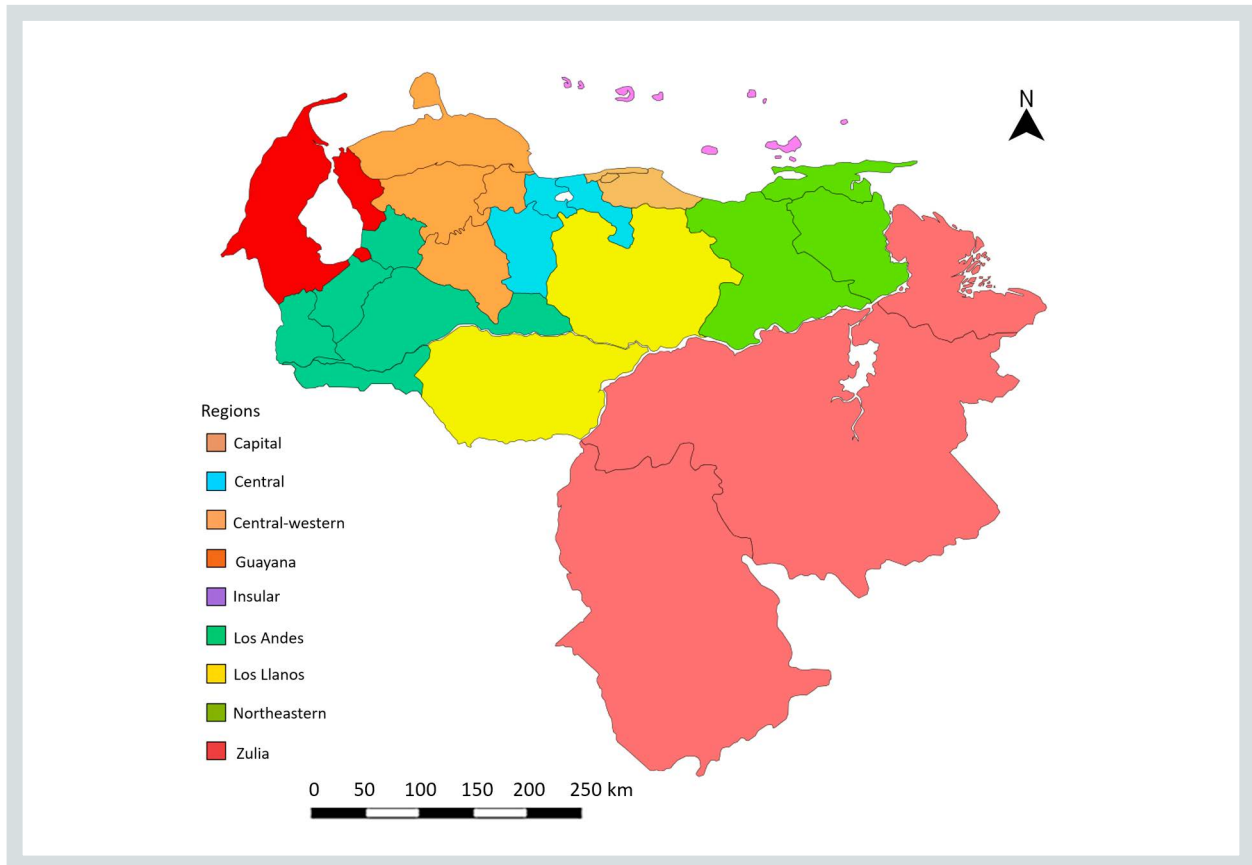 N
Regions
Capital
Central
Central-western
Guayana
Insular
Los Andes
Los Llanos
Northeastern
Zulia
0 50 100 150 200 250 km